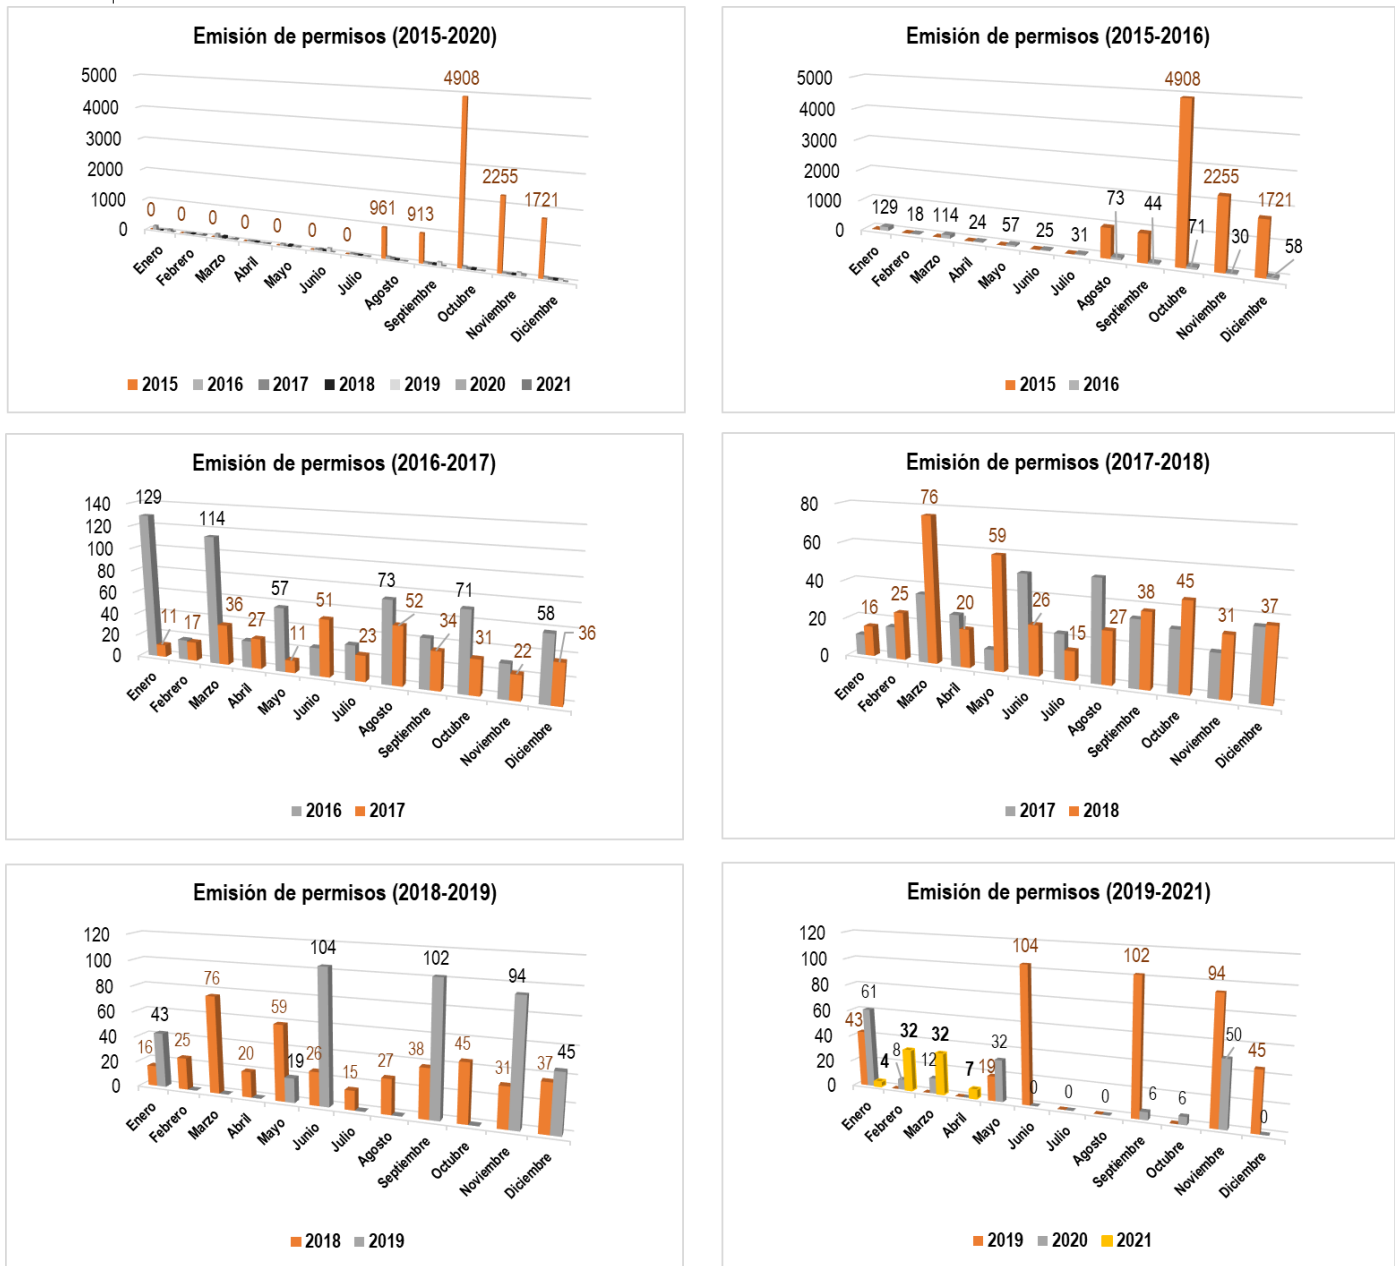 Emisión de permisos (2015-2020)
5000
4000
3000
2000
1000
0
0 0 0 0 0 0 0 961 913 4908 2255 1721
Enero Febrero Marzo Abril Mayo Junio Julio Agosto Septiembre Octubre Noviembre Diciembre
2015 2016 2017 2018 2019 2020 2021
Emisión de permisos (2015-2016)
5000
4000
3000
2000
1000
0
4908 2255 1721
129 18 114 24 57 25 31 73 44 71 30 58
Enero Febrero Marzo Abril Mayo Junio Julio Agosto Septiembre Octubre Noviembre Diciembre
2015 2016
Emisión de permisos (2016-2017)
140
120
100
80
60
40
20
0
129 114 57 73 71 58
11 17 36 27 11 51 23 52 34 31 22 36
Enero Febrero Marzo Abril Mayo Junio Julio Agosto Septiembre Octubre Noviembre Diciembre
2016 2017
Emisión de permisos (2017-2018)
80
60
40
20
0
16 25 76 20 59 26 15 27 38 45 31 37
Enero Febrero Marzo Abril Mayo Junio Julio Agosto Septiembre Octubre Noviembre Diciembre
2017 2018
Emisión de permisos (2018-2019)
120
100
80
60
40
20
0
16 25 76 20 59 26 15 27 38 45 31 37
43 19 104 102 94 45
Enero Febrero Marzo Abril Mayo Junio Julio Agosto Septiembre Octubre Noviembre Diciembre
2018 2019
Emisión de permisos (2019-2021)
120
100
80
60
40
20
0
43 19 104 102 94 45
61 8 12 32 0 0 0 6 6 50 0
4 32 32 7
Enero Febrero Marzo Abril Mayo Junio Julio Agosto Septiembre Octubre Noviembre Diciembre
2019 2020 2021